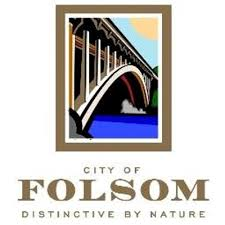 CITY OF
FOLSOM
DISTINCTIVE BY NATURE